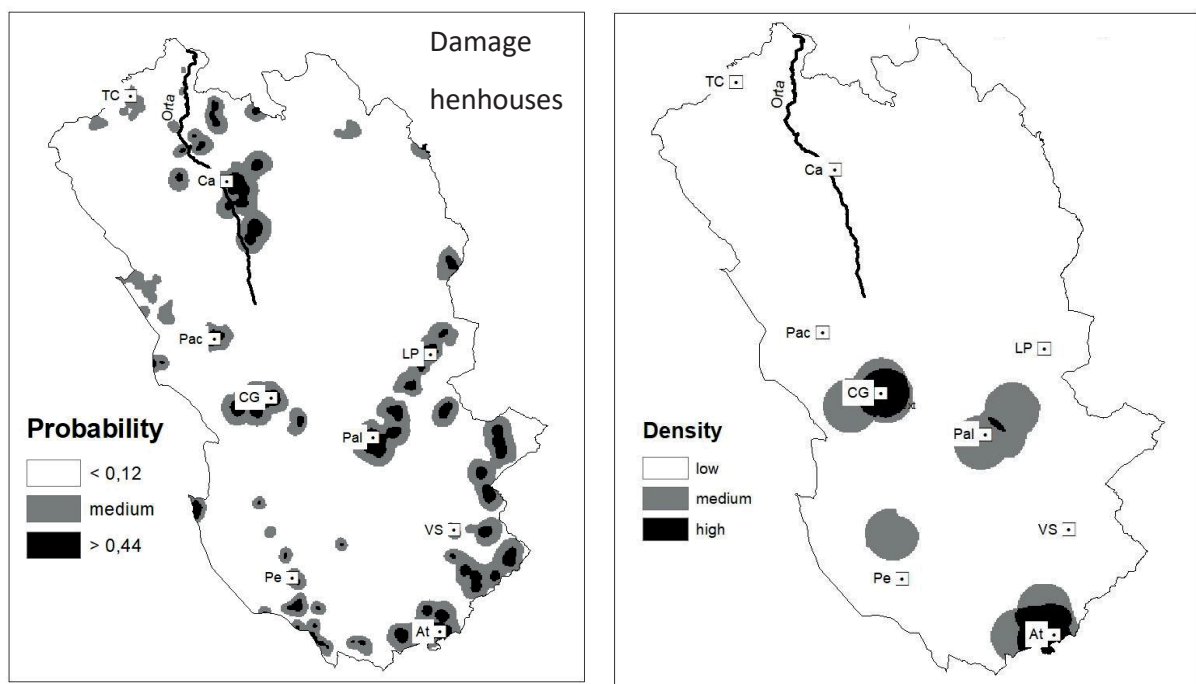 Damage
henhouses
TC
Orta
Ca
Pac
LP
CG
Pal
VS
Pe
At
Probability
< 0,12
medium
> 0,44
TC
Orta
Ca
Pac
LP
CG
Pal
VS
Pe
At
Density
low
medium
high